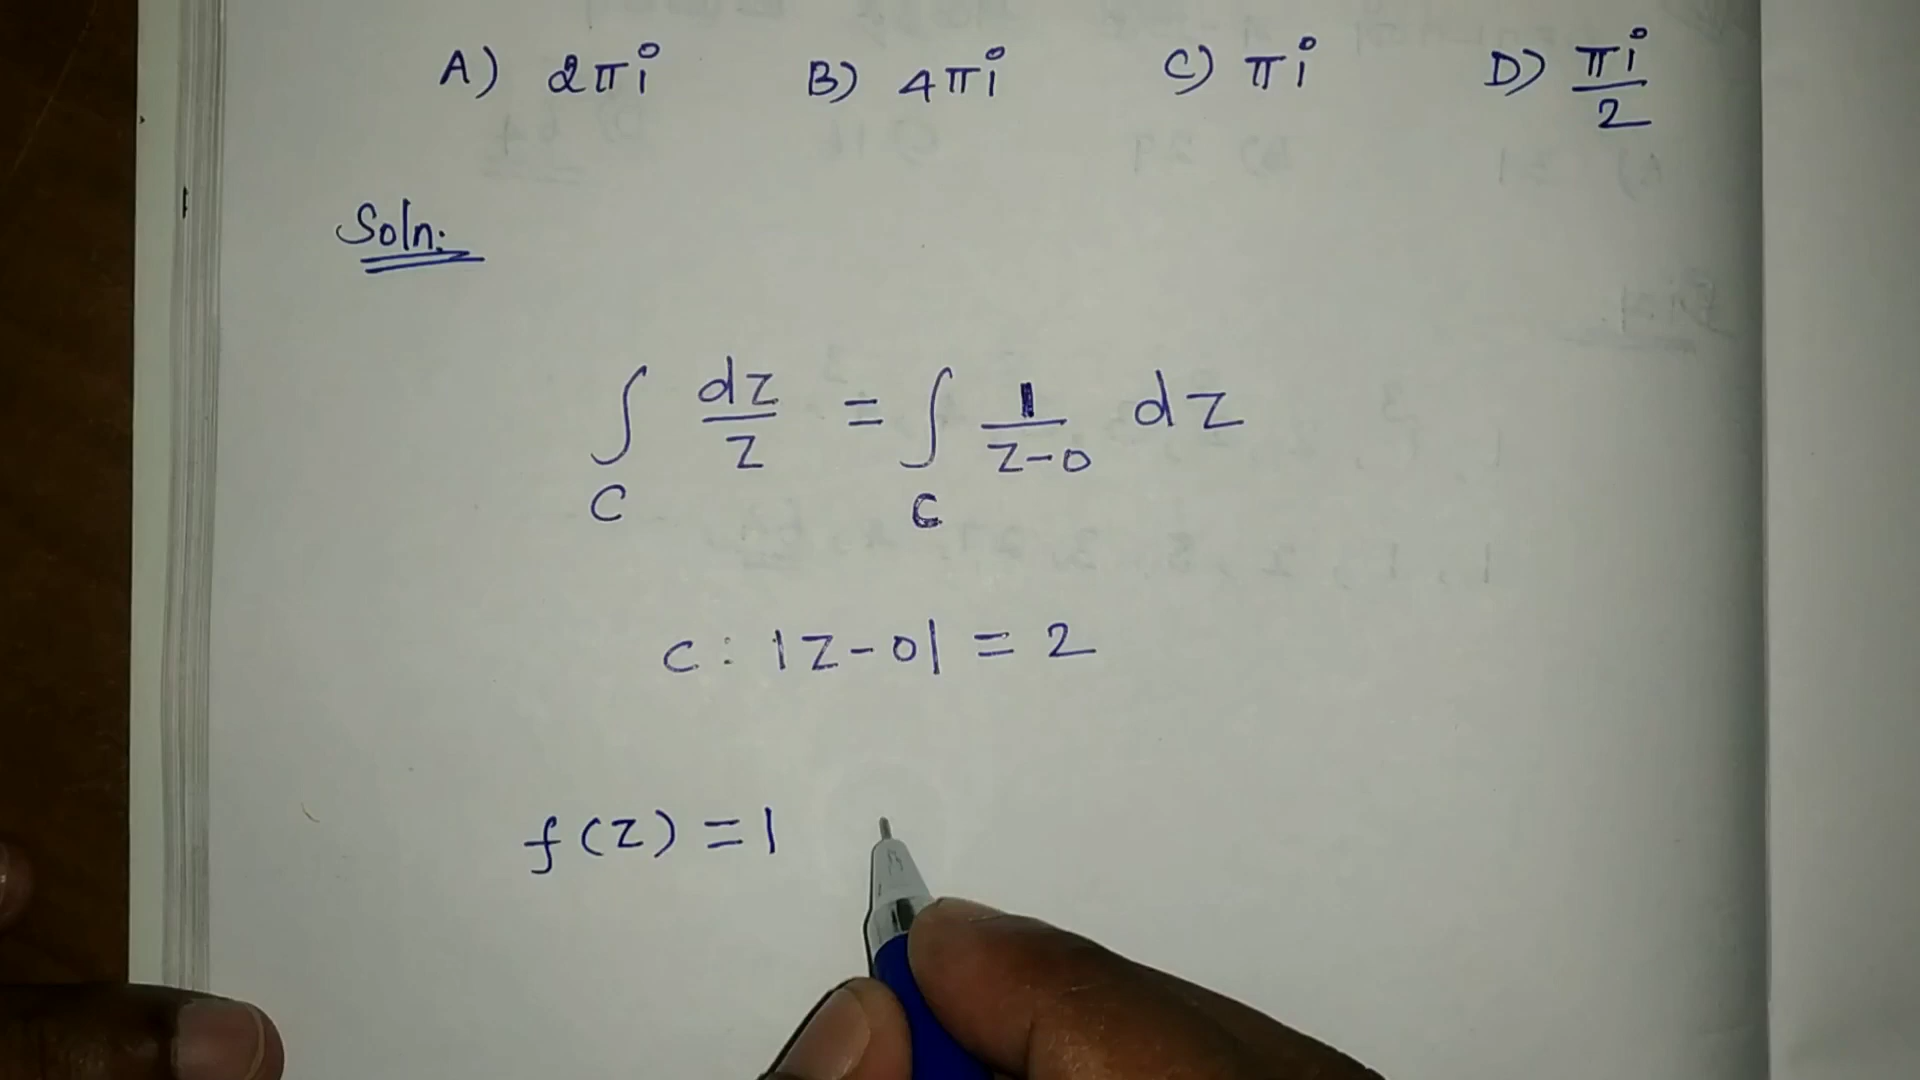 A) 2πi B) 4πi C) πi D) πi/2
Soln:
∫_C dz/z = ∫_C 1/(z-0) dz
C: |z-0| = 2
f(z) = 1